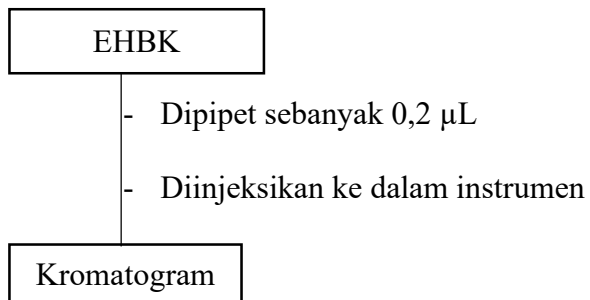 EHBK
- Dipipet sebanyak 0,2 µL
- Diinjeksikan ke dalam instrumen
Kromatogram